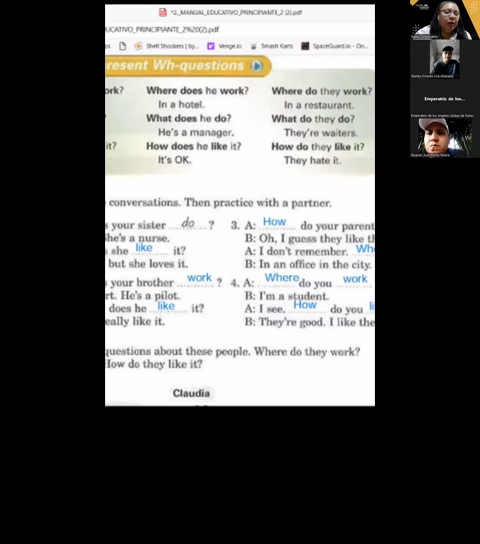 *2_MANUAL_EDUCATIVO_PRINCIPIANTE_2 (2).pdf
UCATIVO_PRINCIPIANTE_2%20(2).pdf
Shell Shockers | by... Venge.io Smash Karts SpaceGuard.io - On...
resent Wh-questions
ork? Where does he work? Where do they work?
In a hotel. In a restaurant.
What does he do? What do they do?
He's a manager. They're waiters.
it? How does he like it? How do they like it?
It's OK. They hate it.
conversations. Then practice with a partner.
your sister do ? 3. A: How do your parent
he's a nurse. B: Oh, I guess they like th
she like it? A: I don't remember. Wh
but she loves it. B: In an office in the city.
your brother work ? 4. A: Where do you work
rt. He's a pilot. B: I'm a student.
does he like it? A: I see. How do you li
eally like it. B: They're good. I like the
questions about these people. Where do they work?
How do they like it?
Claudia
Emperatriz de los...